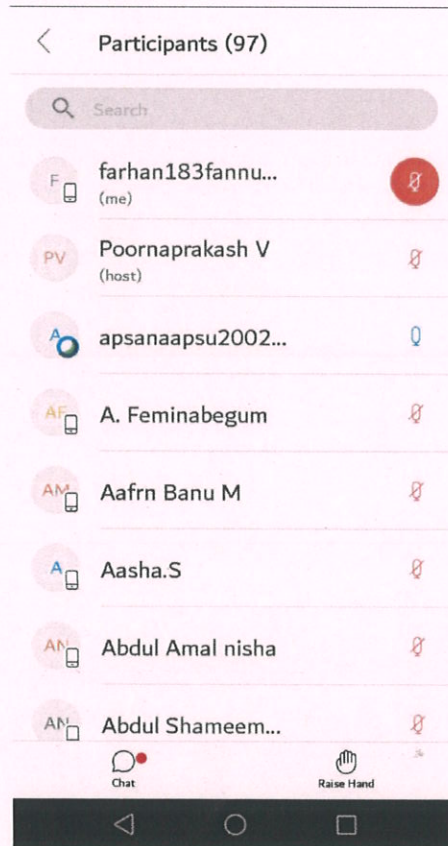 Participants (97)
Search
F
farhan183fannu...
(me)
PV
Poornaprakash V
(host)
A
apsanaapsu2002...
AF
A. Feminabegum
AM
Aafrn Banu M
A
Aasha.S
AN
Abdul Amal nisha
AN
Abdul Shameem...
Chat
Raise Hand